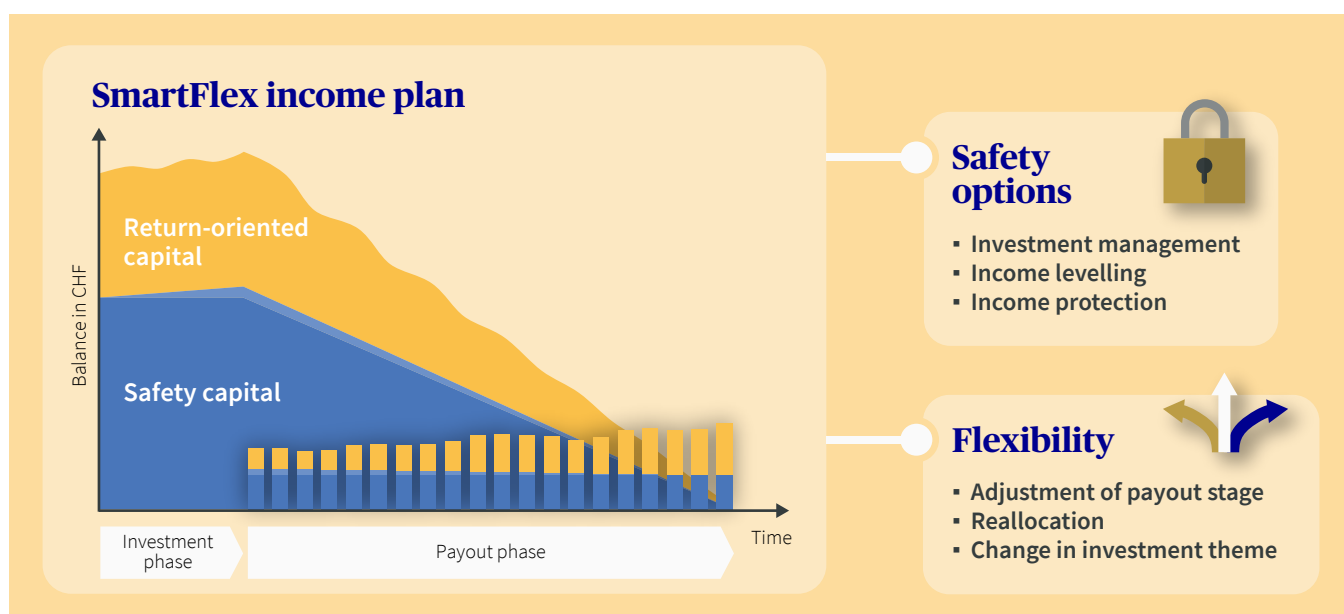 SmartFlex income plan
Return-oriented
capital
Safety capital
Balance in CHF
Investment
phase
Payout phase
Time
Safety
options
▪ Investment management
▪ Income levelling
▪ Income protection
Flexibility
▪ Adjustment of payout stage
▪ Reallocation
▪ Change in investment theme